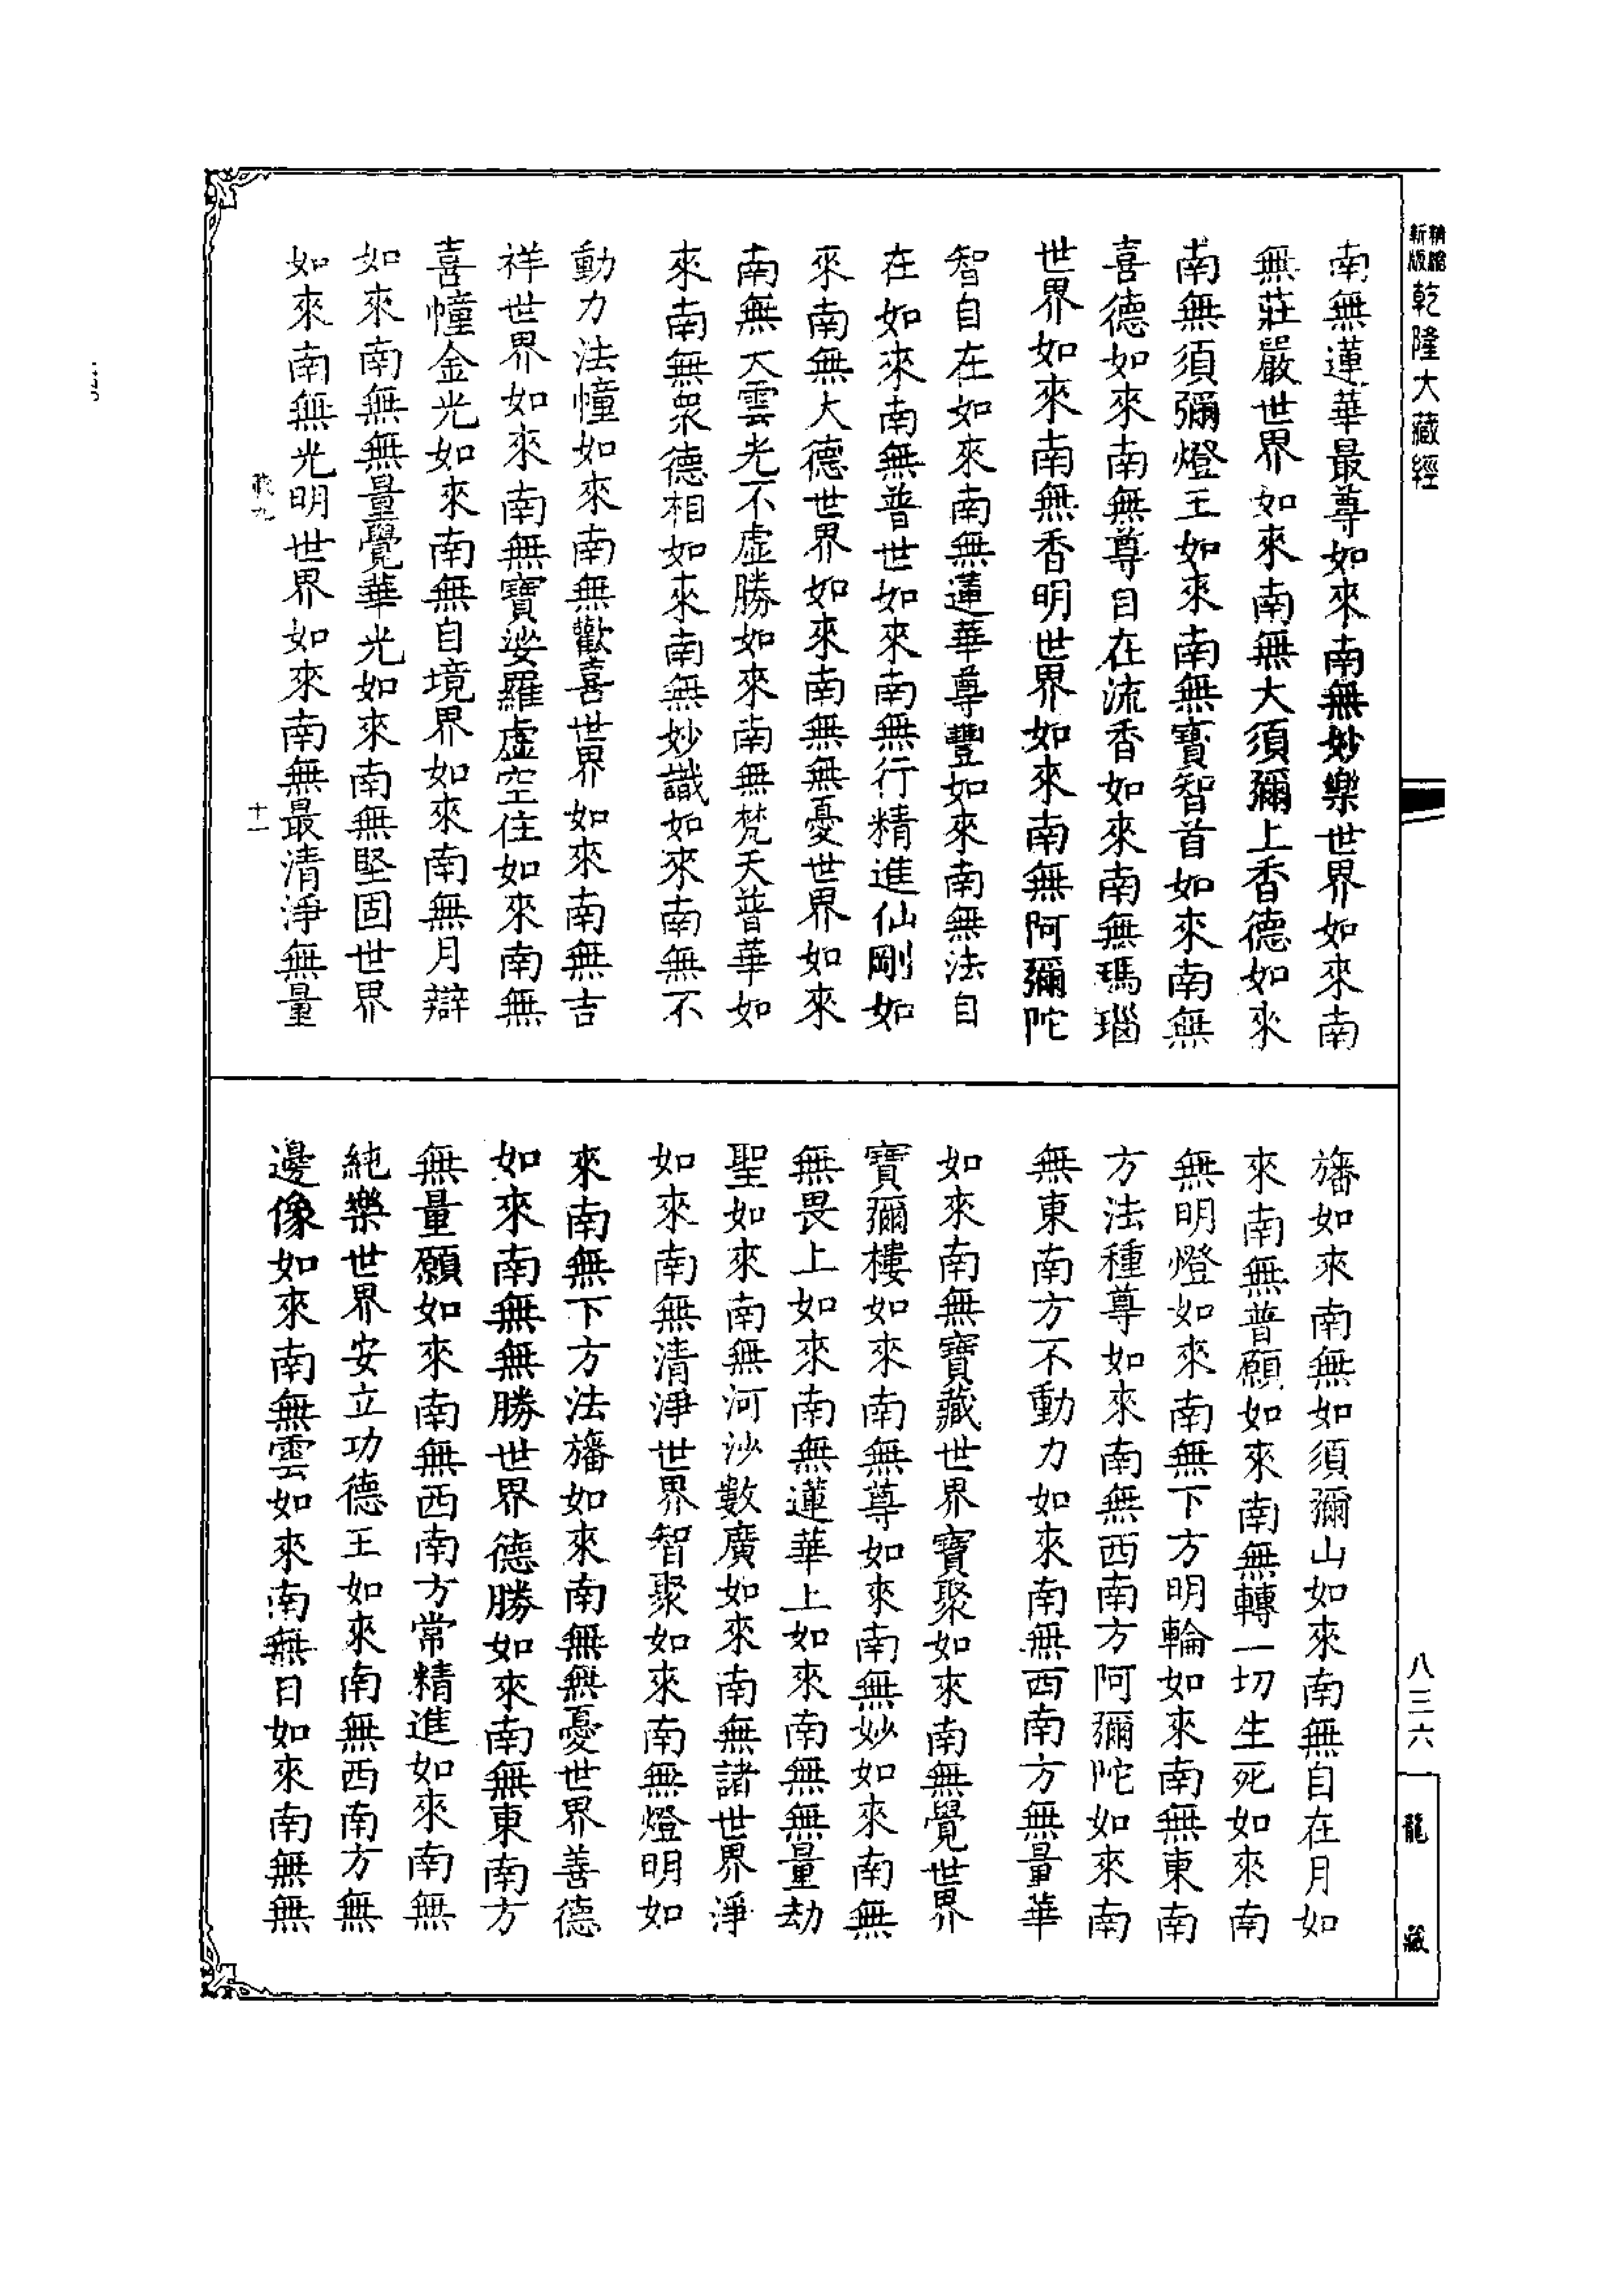 精縮新版
乾隆大藏經
南無蓮華最尊如來南無妙樂世界如來南
無莊嚴世界如來南無大須彌上香德如來
南無須彌燈王如來南無寶智首如來南無
喜德如來南無尊自在流香如來南無瑪瑙
世界如來南無香明世界如來南無阿彌陀
智自在如來南無蓮華尊豐如來南無法自
在如來南無普世如來南無行精進仙剛如
來南無大德世界如來南無無憂世界如來
南無大雲光不虛勝如來南無梵天普華如
來南無眾德相如來南無妙識如來南無不
動力法幢如來南無歡喜世界如來南無吉
祥世界如來南無寶娑羅虛空住如來南無
喜幢金光如來南無自境界如來南無月辯
如來南無無量覺華光如來南無堅固世界
如來南無光明世界如來南無最清淨無量
十一
旛如來南無如須彌山如來南無自在月如
來南無普願如來南無轉一切生死如來南
無明燈如來南無下方明輪如來南無東南
方法種尊如來南無西南方阿彌陀如來南
無東南方不動力如來南無西南方無量華
如來南無寶藏世界寶聚如來南無覺世界
寶彌樓如來南無尊如來南無妙如來南無
無畏上如來南無蓮華上如來南無無量劫
聖如來南無河沙數廣如來南無諸世界淨
如來南無清淨世界智聚如來南無燈明如
來南無下方法旛如來南無無憂世界善德
如來南無無勝世界德勝如來南無東南方
無量願如來南無西南方常精進如來南無
純樂世界安立功德王如來南無西南方無
邊像如來南無雲如來南無日如來南無無
八三六
龍藏